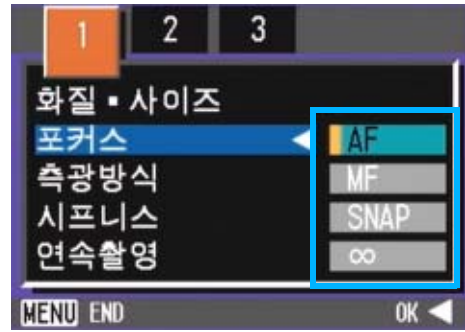 1 2 3
화질▪사이즈
포커스 ◀ AF
측광방식 MF
시프니스 SNAP
연속촬영 ∞
MENU END OK ◀